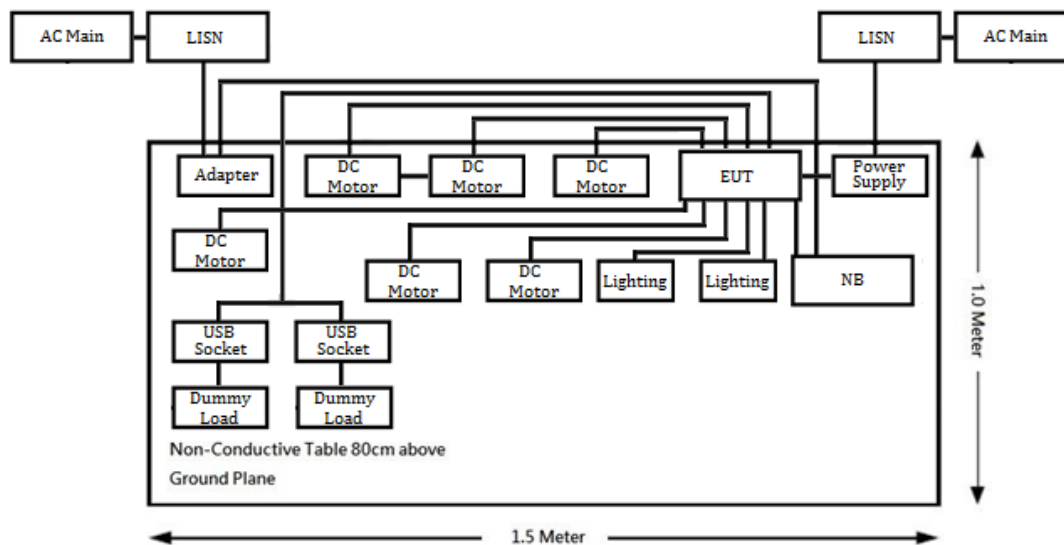 AC Main
LISN
LISN
AC Main
Adapter
DC
Motor
DC
Motor
DC
Motor
EUT
Power
Supply
DC
Motor
DC
Motor
DC
Motor
Lighting
Lighting
NB
USB
Socket
USB
Socket
Dummy
Load
Dummy
Load
Non-Conductive Table 80cm above
Ground Plane
1.0 Meter
1.5 Meter